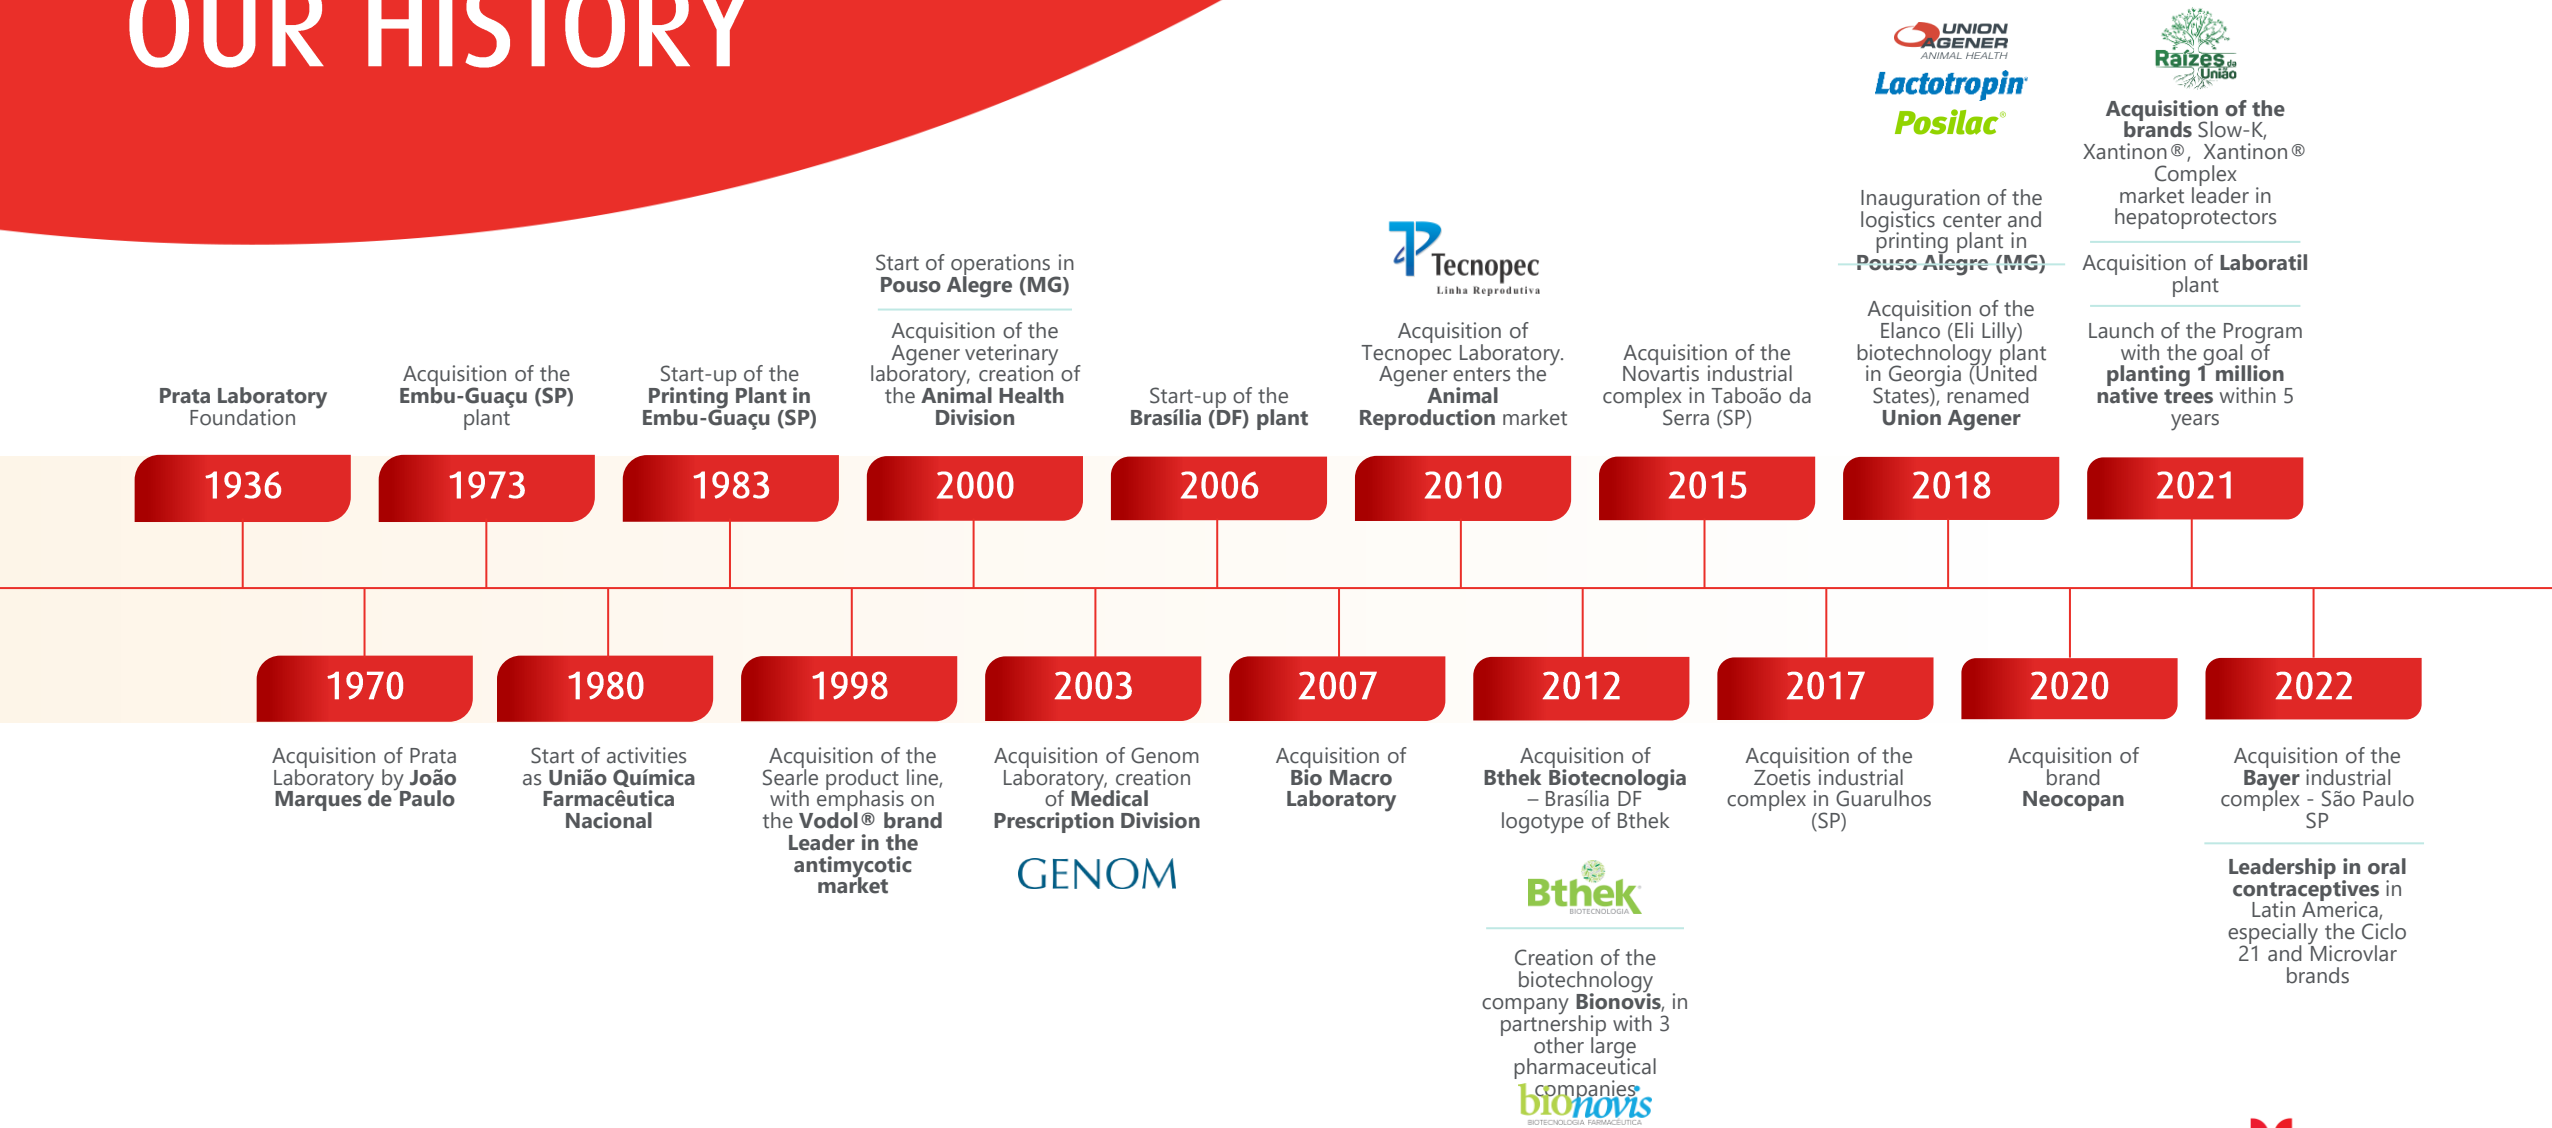 OUR HISTORY
Prata Laboratory
Foundation
1936
Acquisition of Prata
Laboratory by João
Marques de Paulo
1970
Acquisition of the
Embu-Guaçu (SP)
plant
1973
Start of activities
as União Química
Farmacêutica
Nacional
1980
Start-up of the
Printing Plant in
Embu-Guaçu (SP)
1983
Acquisition of the
Searle product line,
with emphasis on
the Vodol® brand
Leader in the
antimycotic
market
1998
Start of operations in
Pouso Alegre (MG)
Acquisition of the
Agener veterinary
laboratory, creation of
the Animal Health
Division
2000
2003
Acquisition of Genom
Laboratory, creation
of Medical
Prescription Division
GENOM
Start-up of the
Brasília (DF) plant
2006
2007
Acquisition of
Bio Macro
Laboratory
TP Tecnopec
Linha Reprodutiva
Acquisition of
Tecnopec Laboratory.
Agener enters the
Animal
Reproduction market
2010
2012
Acquisition of
Bthek Biotecnologia
– Brasília DF
logotype of Bthek
Bthek
BIOTECNOLOGIA
Creation of the
biotechnology
company Bionovis, in
partnership with 3
other large
pharmaceutical
companies
bionovis
BIOTECNOLOGIA FARMACÊUTICA
Acquisition of the
Novartis industrial
complex in Taboão da
Serra (SP)
2015
2017
Acquisition of the
Zoetis industrial
complex in Guarulhos
(SP)
UNION
AGENER
ANIMAL HEALTH
Lactotropin
Posilac®
Inauguration of the
logistics center and
printing plant in
Pouso Alegre (MG)
Acquisition of the
Elanco (Eli Lilly)
biotechnology plant
in Georgia (United
States), renamed
Union Agener
2018
2020
Acquisition of
brand
Neocopan
Raízes da
União
Acquisition of the
brands Slow-K,
Xantinon®, Xantinon®
Complex
market leader in
hepatoprotectors
Acquisition of Laboratil
plant
Launch of the Program
with the goal of
planting 1 million
native trees within 5
years
2021
2022
Acquisition of the
Bayer industrial
complex - São Paulo
SP
Leadership in oral
contraceptives in
Latin America,
especially the Ciclo
21 and Microvlar
brands